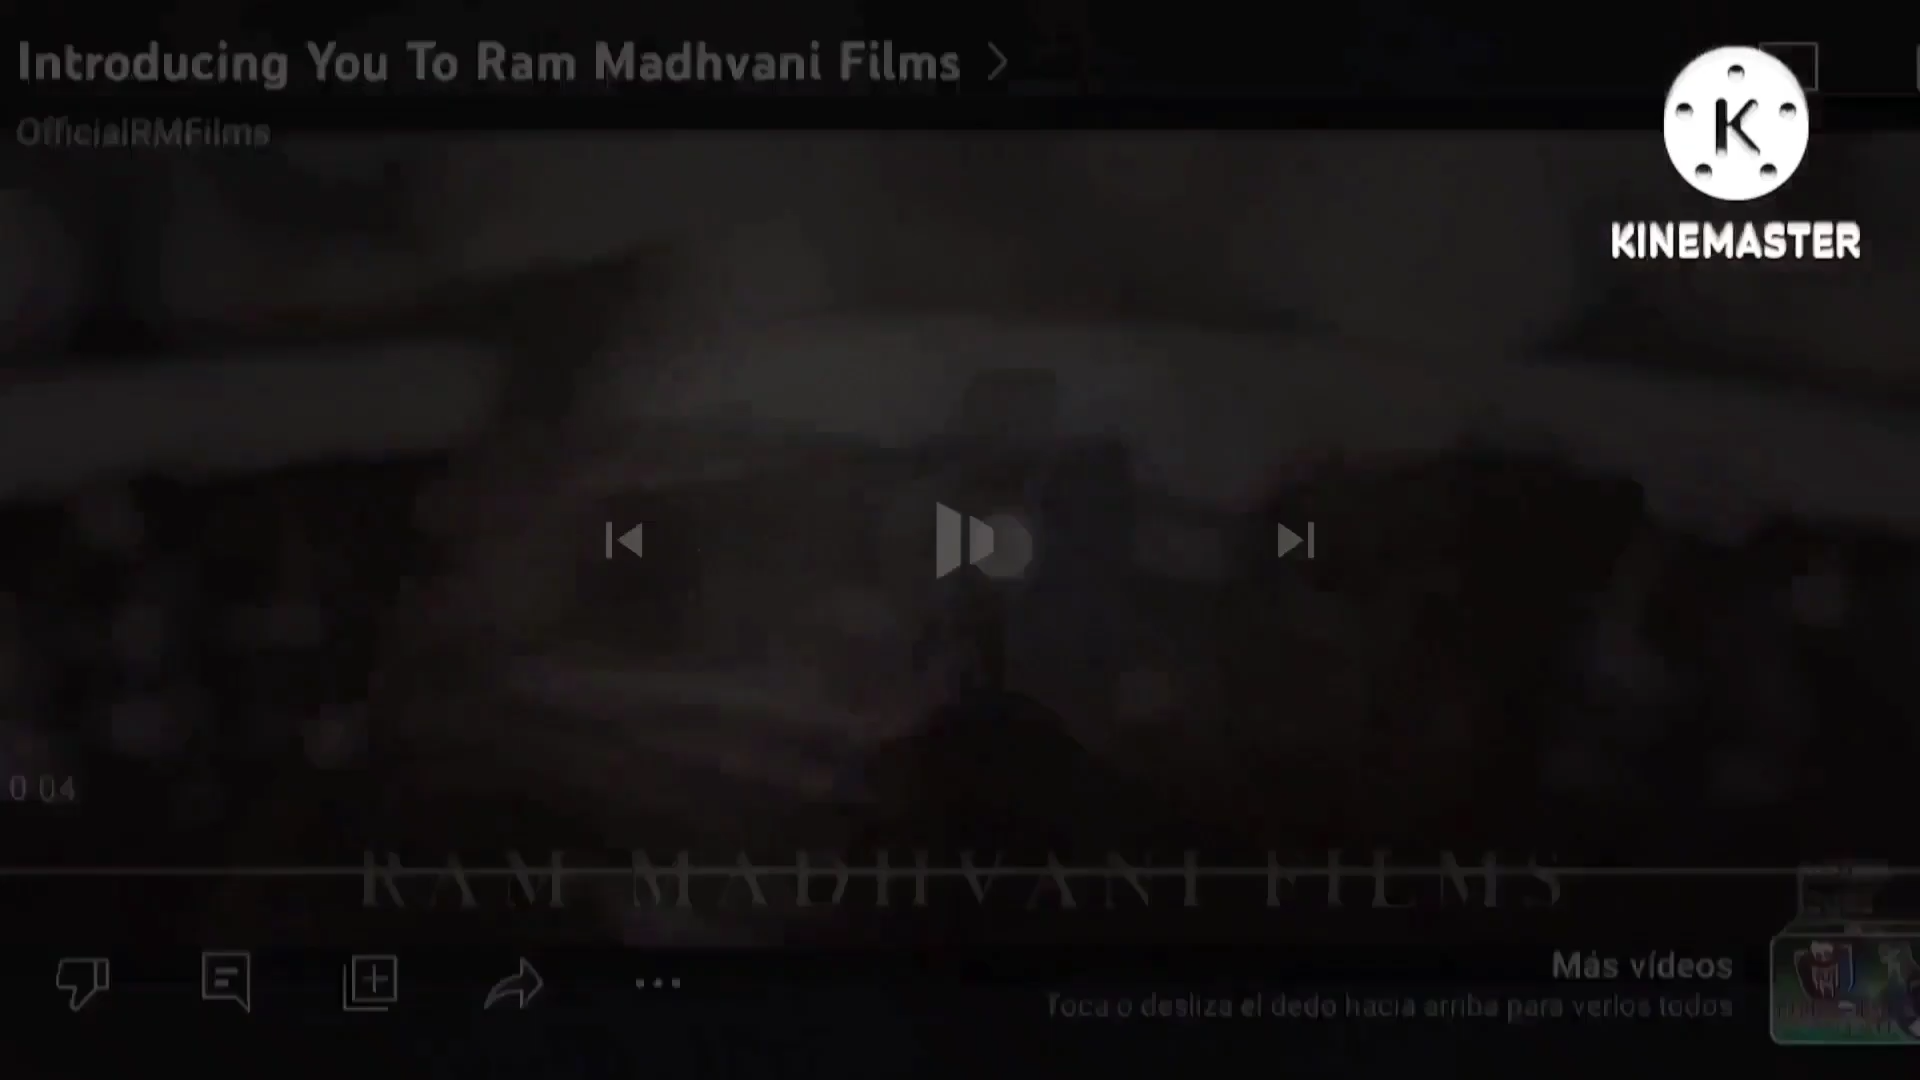 Introducing You To Ram Madhvani Films
OfficialRMFilms
K
KINEMASTER
0:04
RAM MADHVANI FILMS
Más vídeos
Toca o desliza el dedo hacia arriba para verlos todos